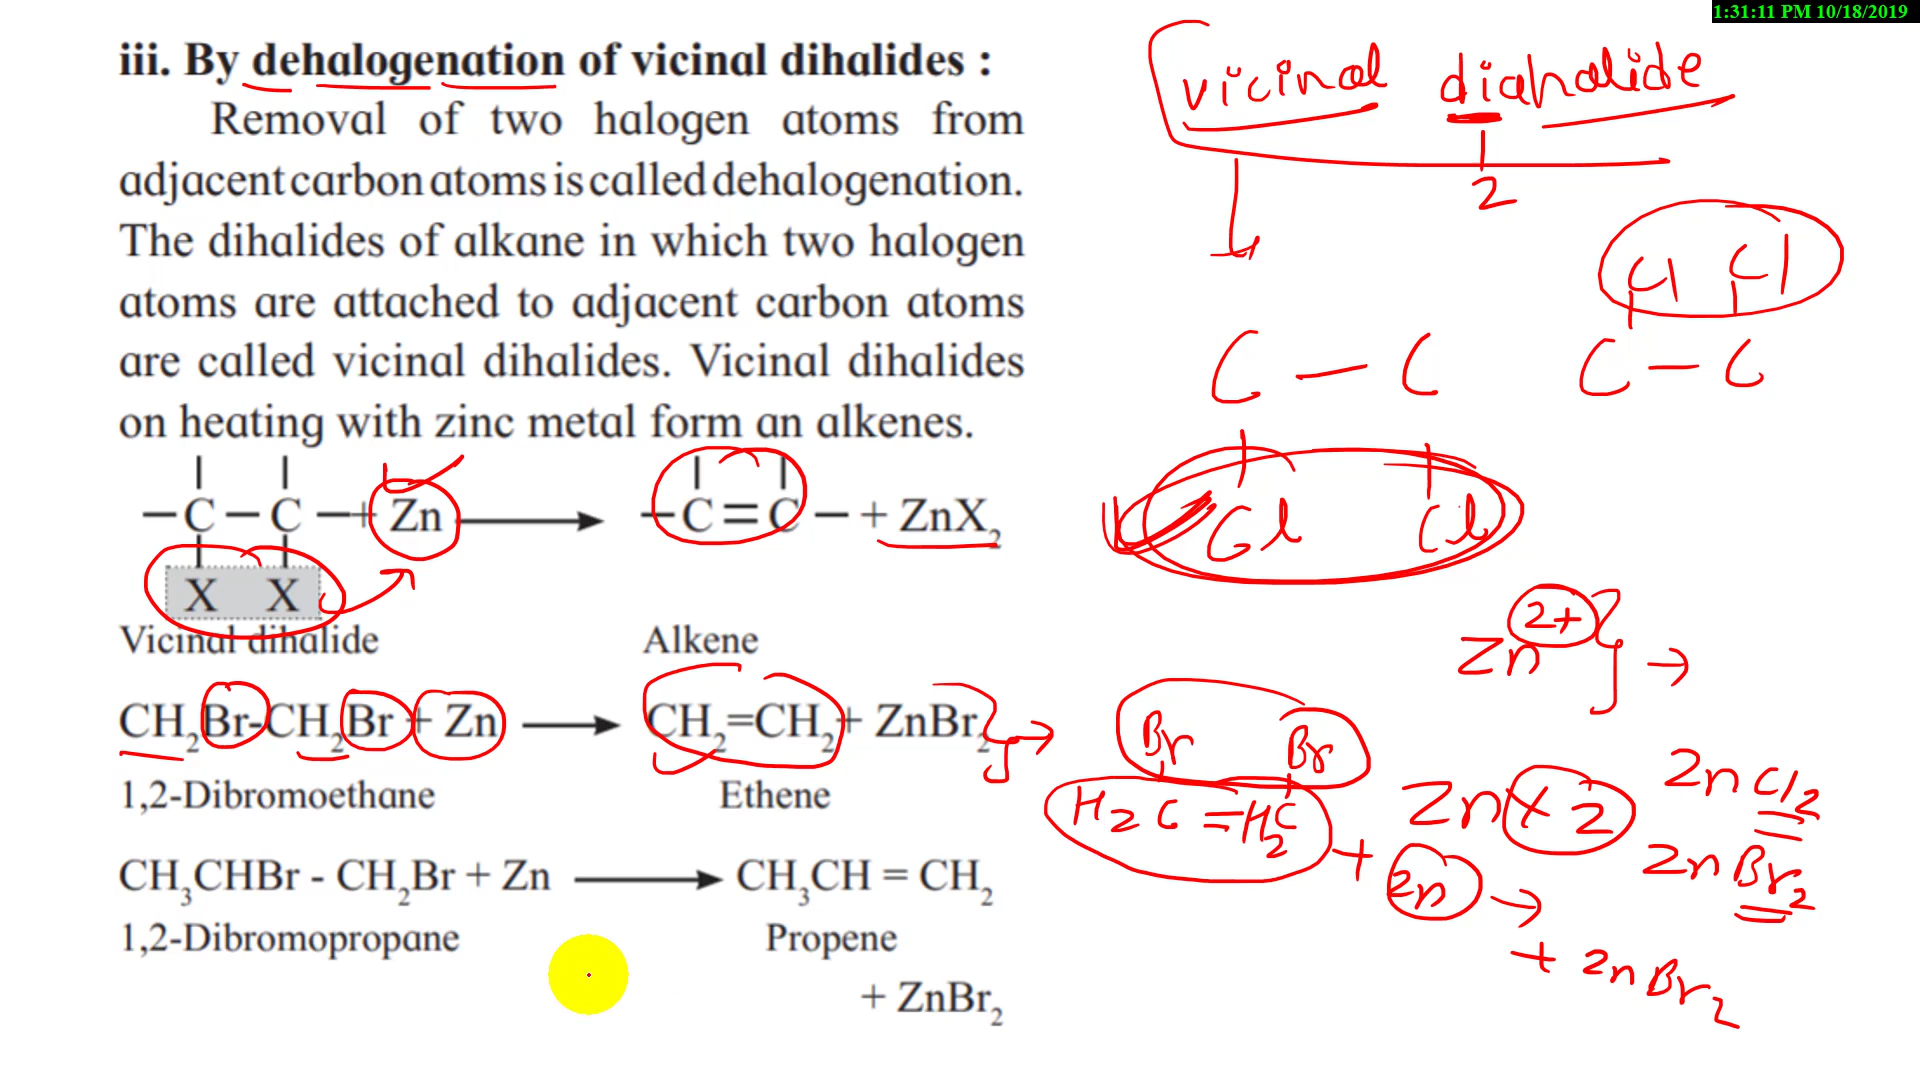 1:31:11 PM 10/18/2019
iii. By dehalogenation of vicinal dihalides :
Removal of two halogen atoms from
adjacent carbon atoms is called dehalogenation.
The dihalides of alkane in which two halogen
atoms are attached to adjacent carbon atoms
are called vicinal dihalides. Vicinal dihalides
on heating with zinc metal form an alkenes.
—C—C—+ Zn → —C=C— + ZnX₂
X X
Vicinal dihalide Alkene
CH₂Br-CH₂Br + Zn → CH₂=CH₂ + ZnBr₂
1,2-Dibromoethane Ethene
CH₃CHBr - CH₂Br + Zn → CH₃CH = CH₂
1,2-Dibromopropane Propene
+ ZnBr₂
vicinal diahalide
2
Cl Cl
C — C C — C
Cl Cl
Zn²⁺ } →
Br Br
H₂C = H₂C + Zn →
ZnX₂
ZnCl₂
ZnBr₂
+ ZnBr₂